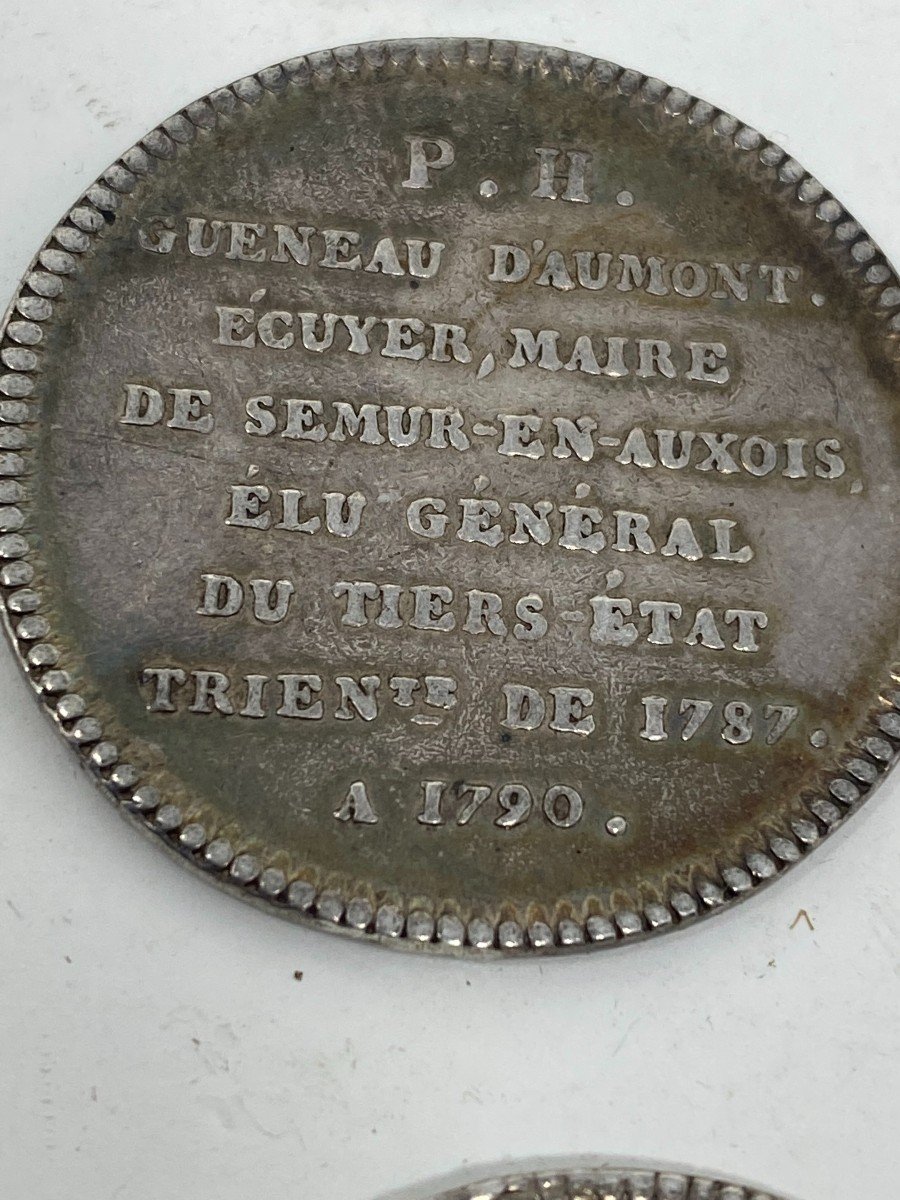 P . H .
GUENEAU D'AUMONT.
ÉCUYER, MAIRE
DE SEMUR-EN-AUXOIS,
ÉLU GÉNÉRAL
DU TIERS-ÉTAT
TRIENTE DE 1787.
A 1790 .